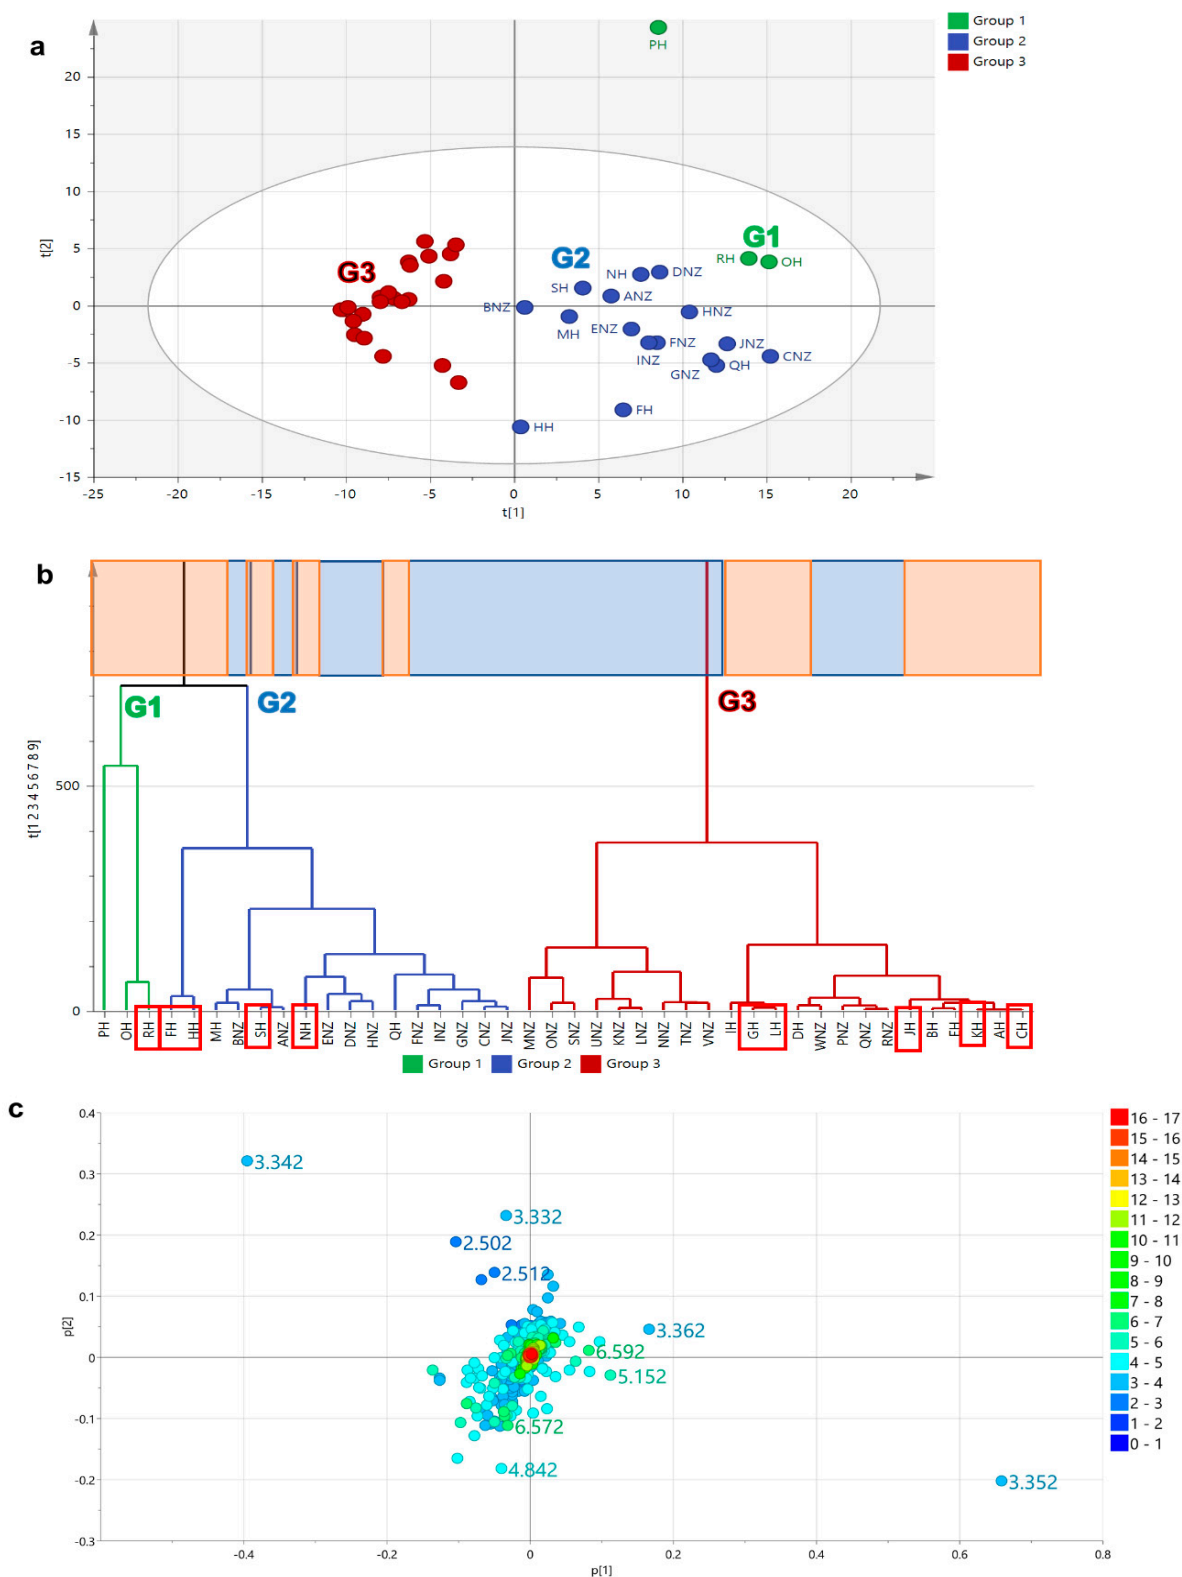 a
Group 1
Group 2
Group 3
PH
20
15
10
5
0
-5
-10
-15
t[2]
G1
RH OH
G2
NH DNZ
G3
SH ANZ
BNZ HNZ
MH ENZ
FNZ JNZ
INZ QH CNZ
GNZ
FH
HH
-25 -20 -15 -10 -5 0 5 10 15 20
t[1]
b
G1 G2 G3
500
0
t[1 2 3 4 5 6 7 8 9]
PH OH RH FH HH MH BNZ SH ANZ NH ENZ DNZ HNZ QH FNZ INZ GNZ CNZ JNZ MNZ ONZ SNZ UNZ KNZ LNZ NNZ TNZ VNZ IH GH LH DH WNZ PNZ QNZ RNZ JH BH EH KH AH CH
Group 1 Group 2 Group 3
c
0.4
0.3
0.2
0.1
0
-0.1
-0.2
-0.3
p[2]
3.342
3.332
2.502
2.512
3.362
6.592
5.152
6.572
4.842
3.352
-0.4 -0.2 0 0.2 0.4 0.6 0.8
p[1]
16 - 17
15 - 16
14 - 15
13 - 14
12 - 13
11 - 12
10 - 11
9 - 10
8 - 9
7 - 8
6 - 7
5 - 6
4 - 5
3 - 4
2 - 3
1 - 2
0 - 1